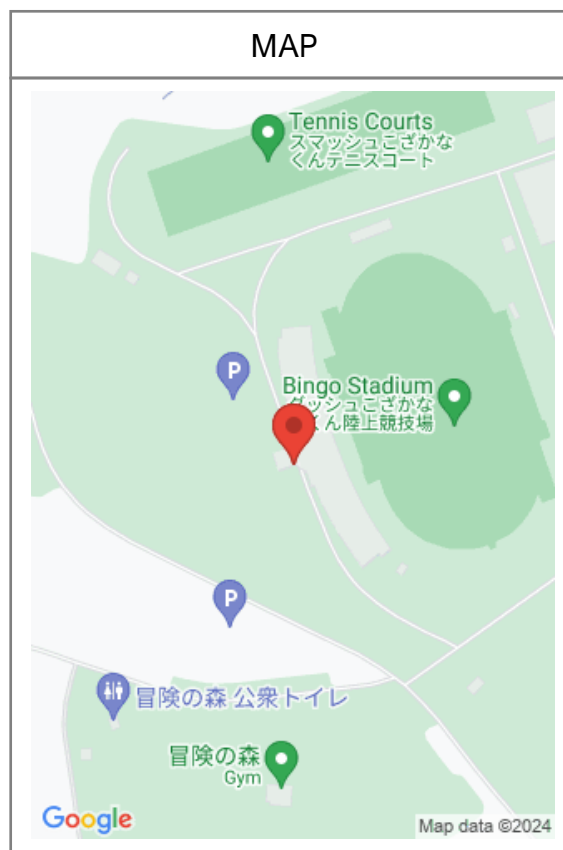 MAP
Tennis Courts
スマッシュこざかな
くんテニスコート
P
Bingo Stadium
ダッシュこざかな
くん陸上競技場
P
冒険の森 公衆トイレ
冒険の森
Gym
Google
Map data ©2024